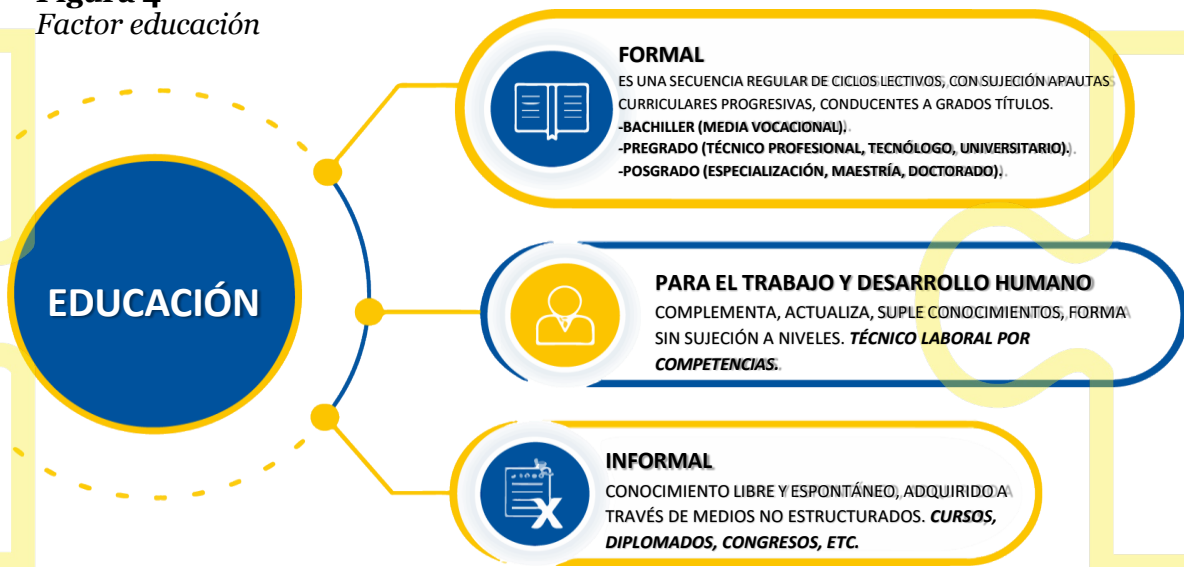 Figura 4
Factor educación
EDUCACIÓN
FORMAL
ES UNA SECUENCIA REGULAR DE CICLOS LECTIVOS, CON SUJECIÓN A PAUTAS
CURRICULARES PROGRESIVAS, CONDUCENTES A GRADOS TÍTULOS.
-BACHILLER (MEDIA VOCACIONAL).
-PREGRADO (TÉCNICO PROFESIONAL, TECNÓLOGO, UNIVERSITARIO).
-POSGRADO (ESPECIALIZACIÓN, MAESTRÍA, DOCTORADO).
PARA EL TRABAJO Y DESARROLLO HUMANO
COMPLEMENTA, ACTUALIZA, SUPLE CONOCIMIENTOS, FORMA
SIN SUJECIÓN A NIVELES. TÉCNICO LABORAL POR
COMPETENCIAS.
INFORMAL
CONOCIMIENTO LIBRE Y ESPONTÁNEO, ADQUIRIDO A
TRAVÉS DE MEDIOS NO ESTRUCTURADOS. CURSOS,
DIPLOMADOS, CONGRESOS, ETC.